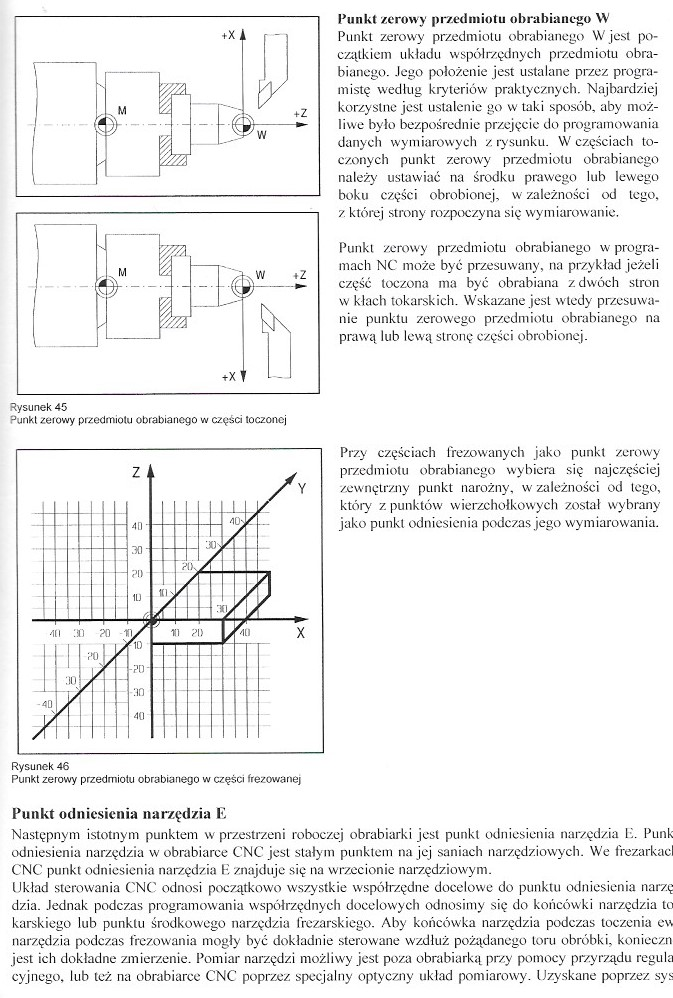 Punkt zerowy przedmiotu obrabianego W
Punkt zerowy przedmiotu obrabianego W jest po-
czątkiem układu współrzędnych przedmiotu obra-
bianego. Jego położenie jest ustalane przez progra-
mistę według kryteriów praktycznych. Najbardziej
korzystne jest ustalenie go w taki sposób, aby moż-
liwe było bezpośrednie przejęcie do programowania
danych wymiarowych z rysunku. W częściach to-
czonych punkt zerowy przedmiotu obrabianego
należy ustawiać na środku prawego lub lewego
boku części obrobionej, w zależności od tego,
z której strony rozpoczyna się wymiarowanie.
+X
M
+Z
W
Punkt zerowy przedmiotu obrabianego w progra-
mach NC może być przesuwany, na przykład jeżeli
część toczona ma być obrabiana z dwóch stron
w kłach tokarskich. Wskazane jest wtedy przesuwa-
nie punktu zerowego przedmiotu obrabianego na
prawą lub lewą stronę części obrobionej.
M
W
+Z
+X
Rysunek 45
Punkt zerowy przedmiotu obrabianego w części toczonej
Przy częściach frezowanych jako punkt zerowy
przedmiotu obrabianego wybiera się najczęściej
zewnętrzny punkt narożny, w zależności od tego,
który z punktów wierzchołkowych został wybrany
jako punkt odniesienia podczas jego wymiarowania.
Z
Y
40
40
30
30
20
20
10
10
30
40 30 20 -10
10 20
40
X
10
-20
20
30
-30
-40
40
Rysunek 46
Punkt zerowy przedmiotu obrabianego w części frezowanej
Punkt odniesienia narzędzia E
Następnym istotnym punktem w przestrzeni roboczej obrabiarki jest punkt odniesienia narzędzia E. Punk
odniesienia narzędzia w obrabiarce CNC jest stałym punktem na jej saniach narzędziowych. We frezarkacl
CNC punkt odniesienia narzędzia E znajduje się na wrzecionie narzędziowym.
Układ sterowania CNC odnosi początkowo wszystkie współrzędne docelowe do punktu odniesienia narzę
dzia. Jednak podczas programowania współrzędnych docelowych odnosimy się do końcówki narzędzia to
karskiego lub punktu środkowego narzędzia frezarskiego. Aby końcówka narzędzia podczas toczenia ew
narzędzia podczas frezowania mogły być dokładnie sterowane wzdłuż pożądanego toru obróbki, konieczn
jest ich dokładne zmierzenie. Pomiar narzędzi możliwy jest poza obrabiarką przy pomocy przyrządu regula
cyjnego, lub też na obrabiarce CNC poprzez specjalny optyczny układ pomiarowy. Uzyskane poprzez sys